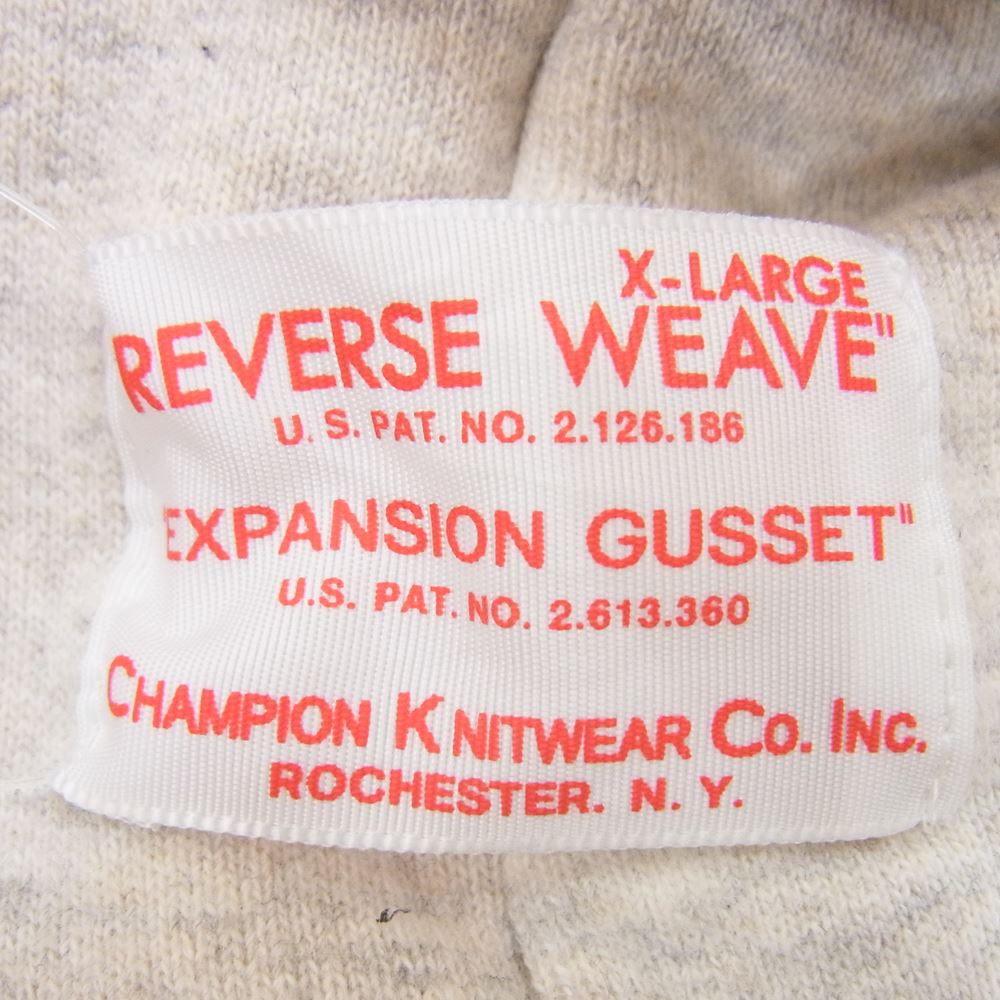 X-LARGE
REVERSE WEAVE"
U.S. PAT. NO. 2.126.186
"EXPANSION GUSSET"
U.S. PAT. NO. 2.613.360
CHAMPION KNITWEAR CO. INC.
ROCHESTER. N. Y.